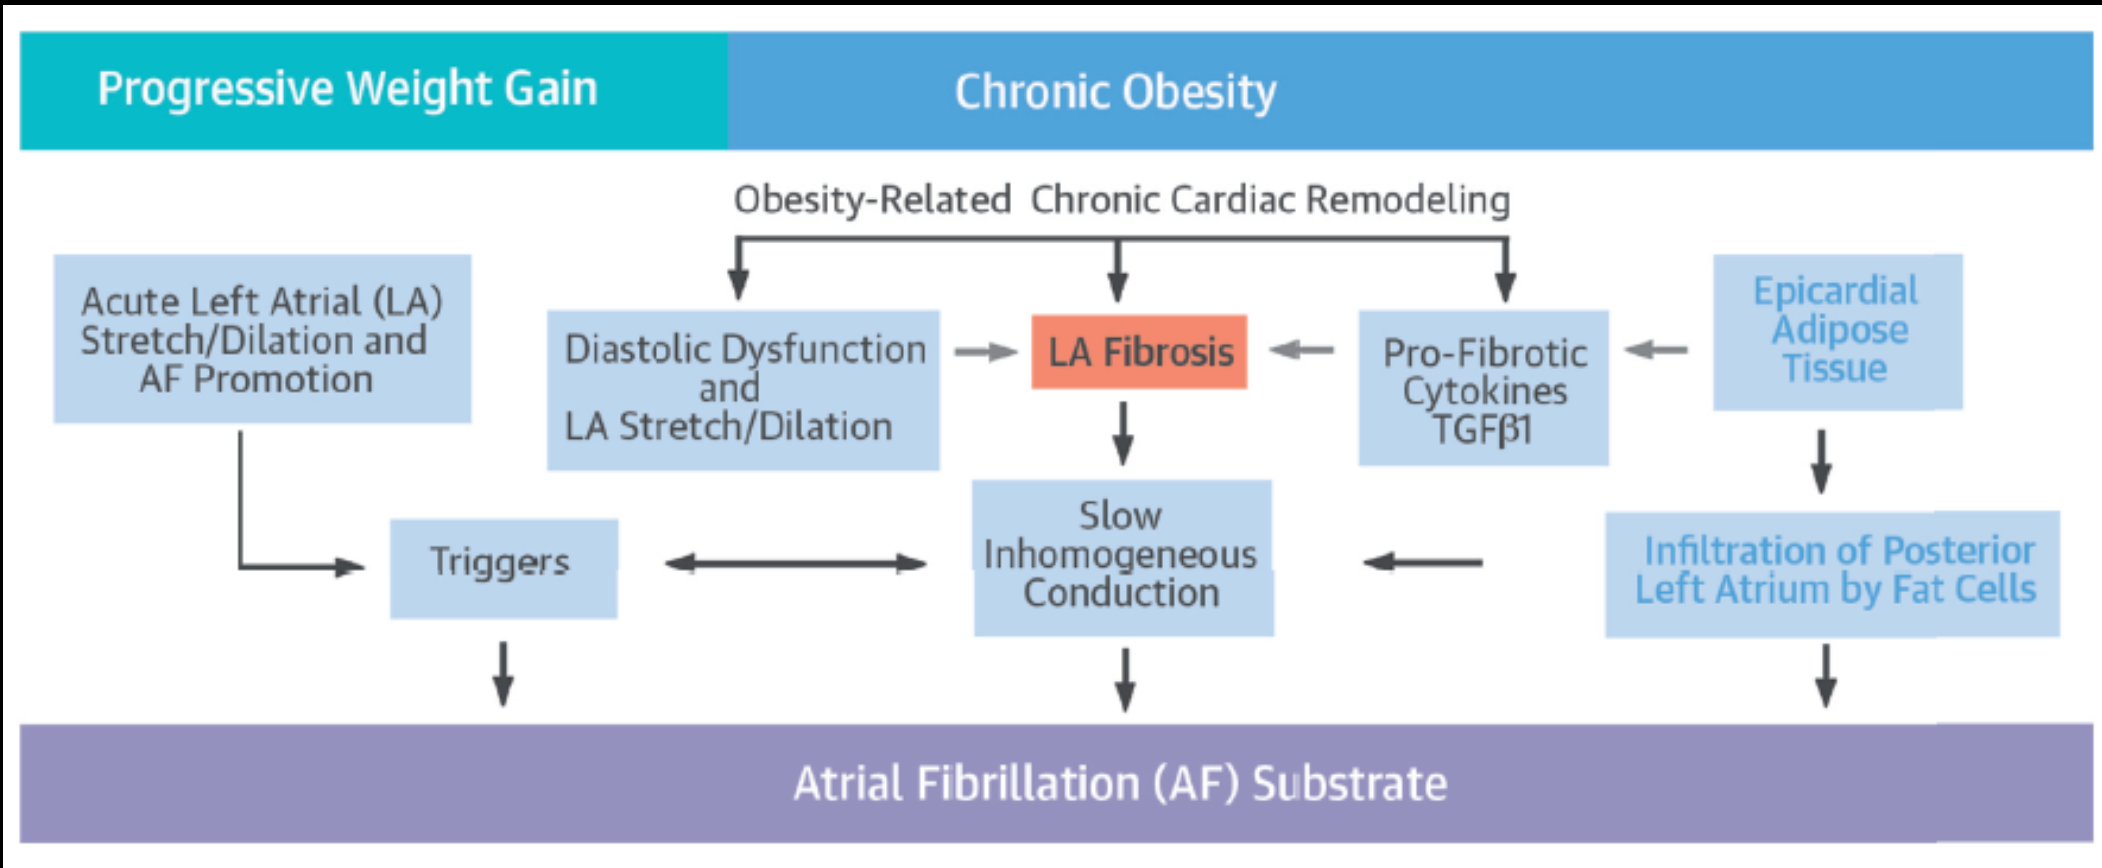 Progressive Weight Gain
Chronic Obesity
Obesity-Related Chronic Cardiac Remodeling
Acute Left Atrial (LA)
Stretch/Dilation and
AF Promotion
Diastolic Dysfunction
and
LA Stretch/Dilation
LA Fibrosis
Pro-Fibrotic
Cytokines
TGFβ1
Epicardial
Adipose
Tissue
Triggers
Slow
Inhomogeneous
Conduction
Infiltration of Posterior
Left Atrium by Fat Cells
Atrial Fibrillation (AF) Substrate